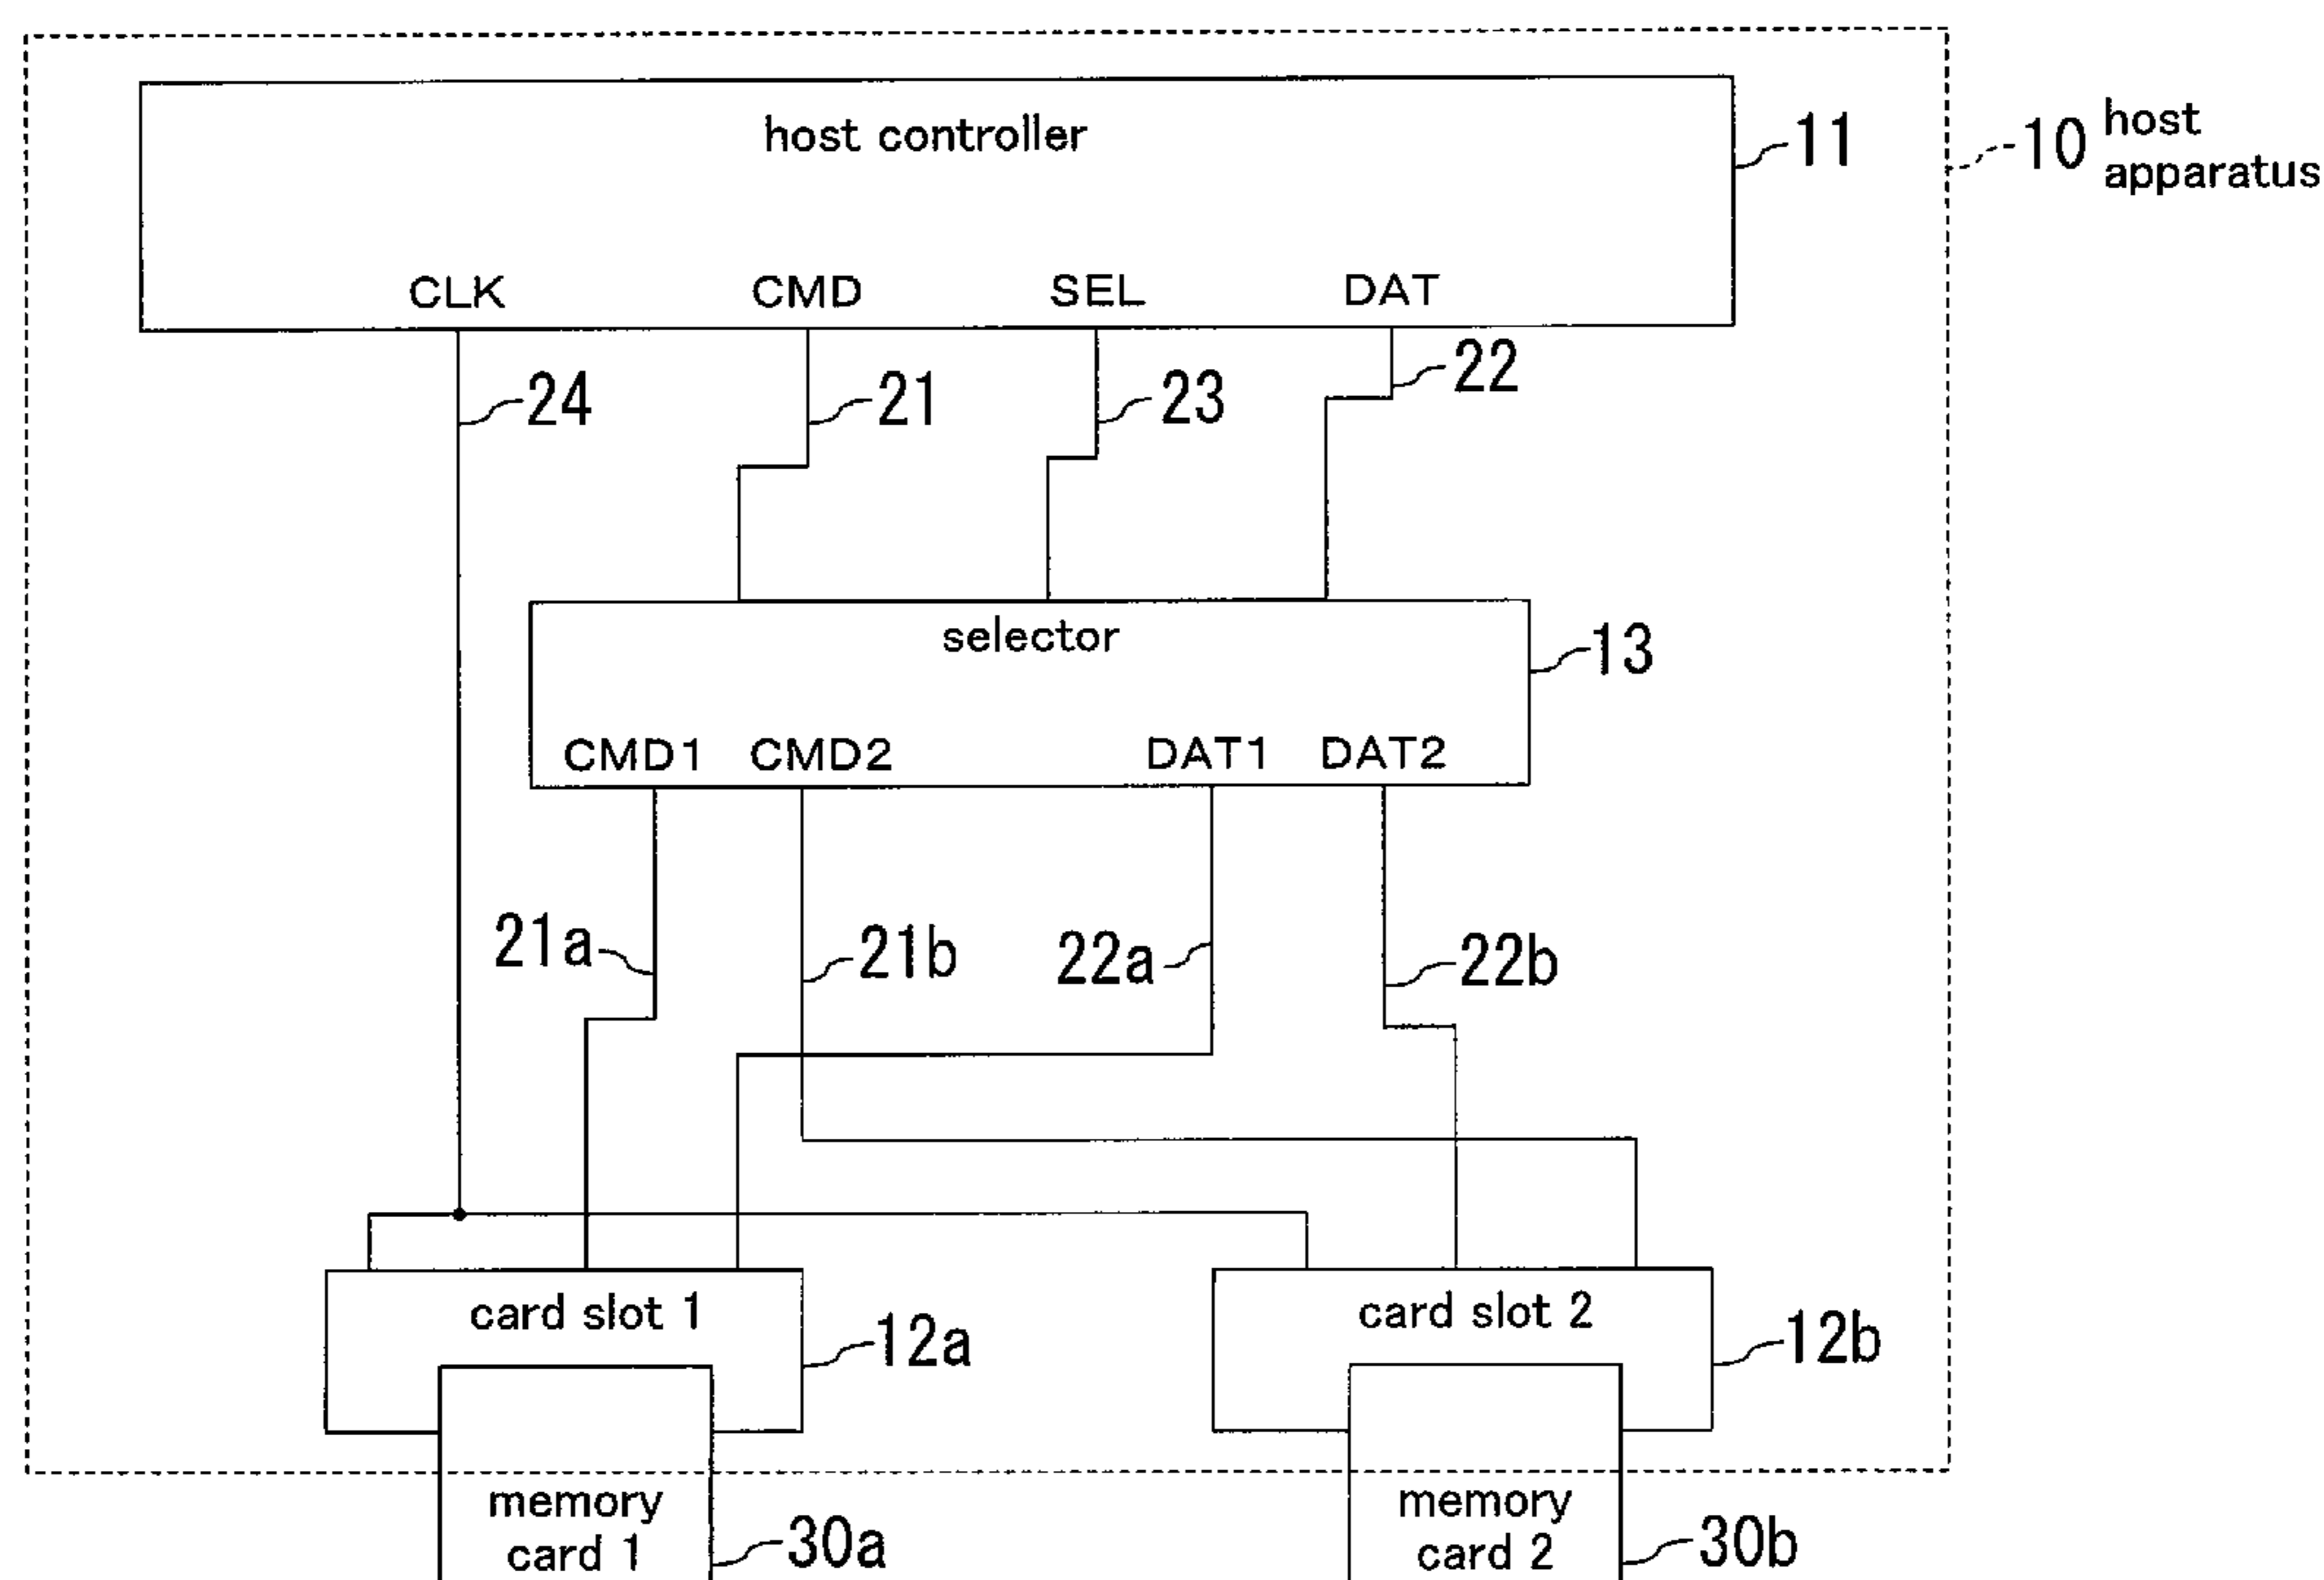 host controller
11
10 host
apparatus
CLK CMD SEL DAT
24 21 23 22
selector
13
CMD1 CMD2 DAT1 DAT2
21a 21b 22a 22b
card slot 1
12a
card slot 2
12b
memory
card 1
30a
memory
card 2
30b